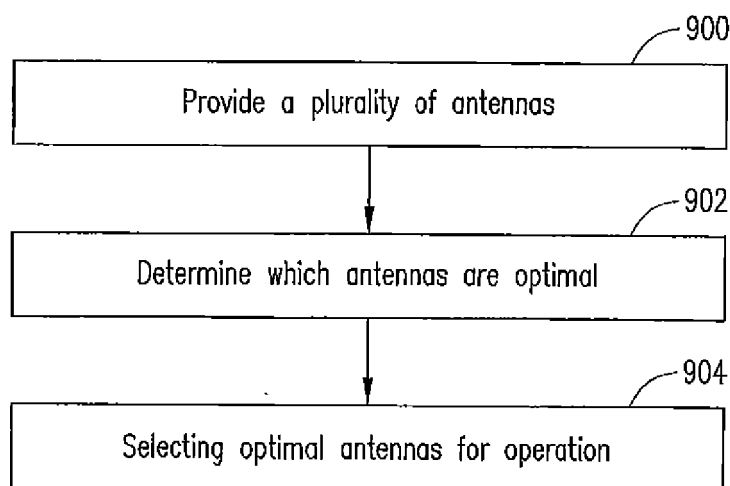 900
Provide a plurality of antennas
902
Determine which antennas are optimal
904
Selecting optimal antennas for operation